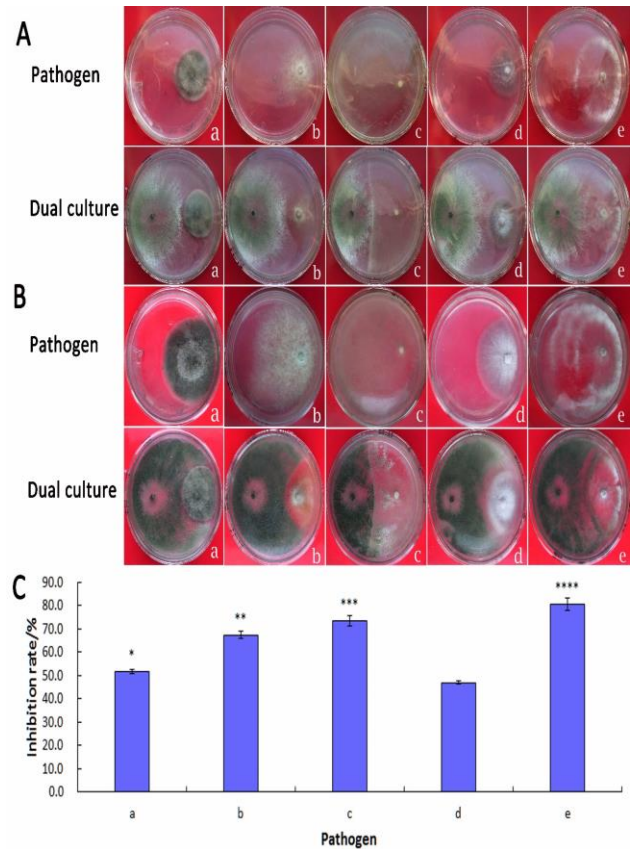 A
Pathogen
a b c d e
Dual culture
a b c d e
B
Pathogen
a b c d e
Dual culture
a b c d e
C
90.0
80.0
70.0
60.0
50.0
40.0
30.0
20.0
10.0
0.0
Inhibition rate/%
* ** *** ****
a b c d e
Pathogen